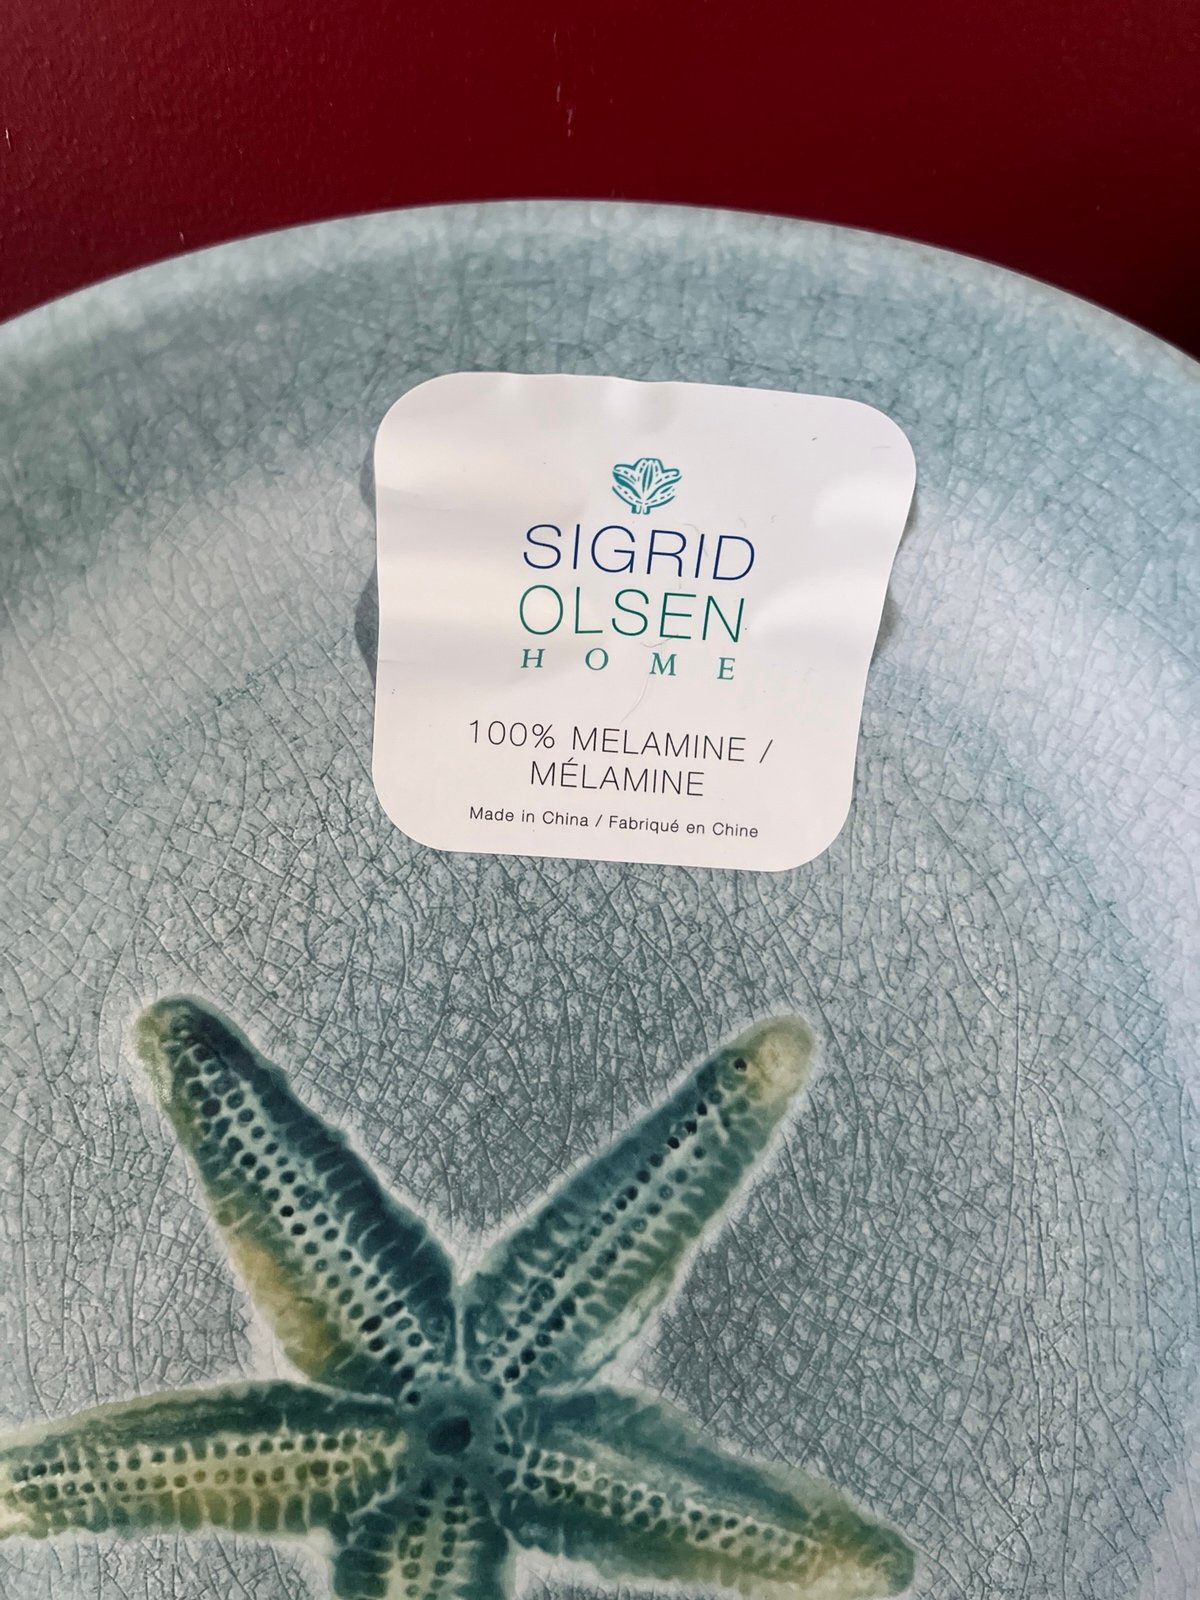 SIGRID
OLSEN
HOME
100% MELAMINE /
MÉLAMINE
Made in China / Fabriqué en Chine